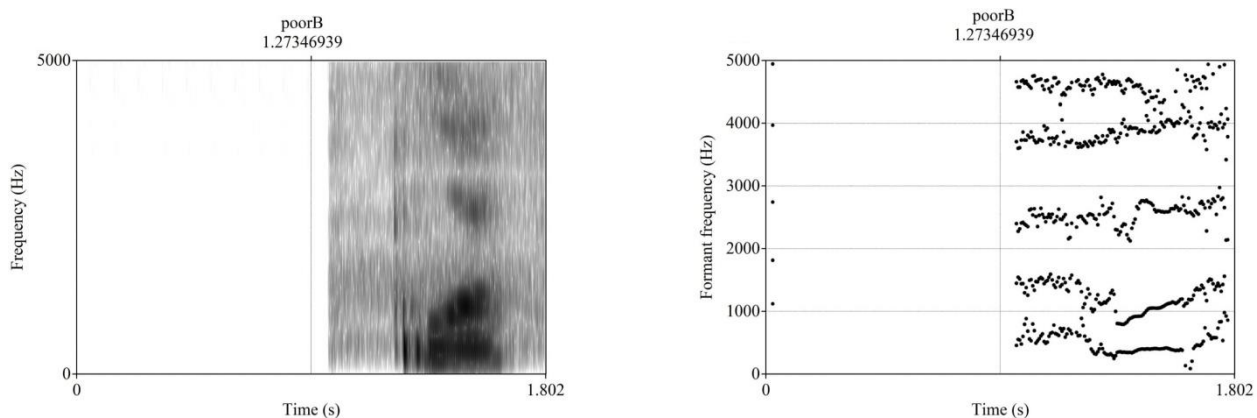 poorB
1.27346939
5000
Frequency (Hz)
0
0
1.802
Time (s)
poorB
1.27346939
5000
4000
3000
2000
1000
0
Formant frequency (Hz)
0
1.802
Time (s)